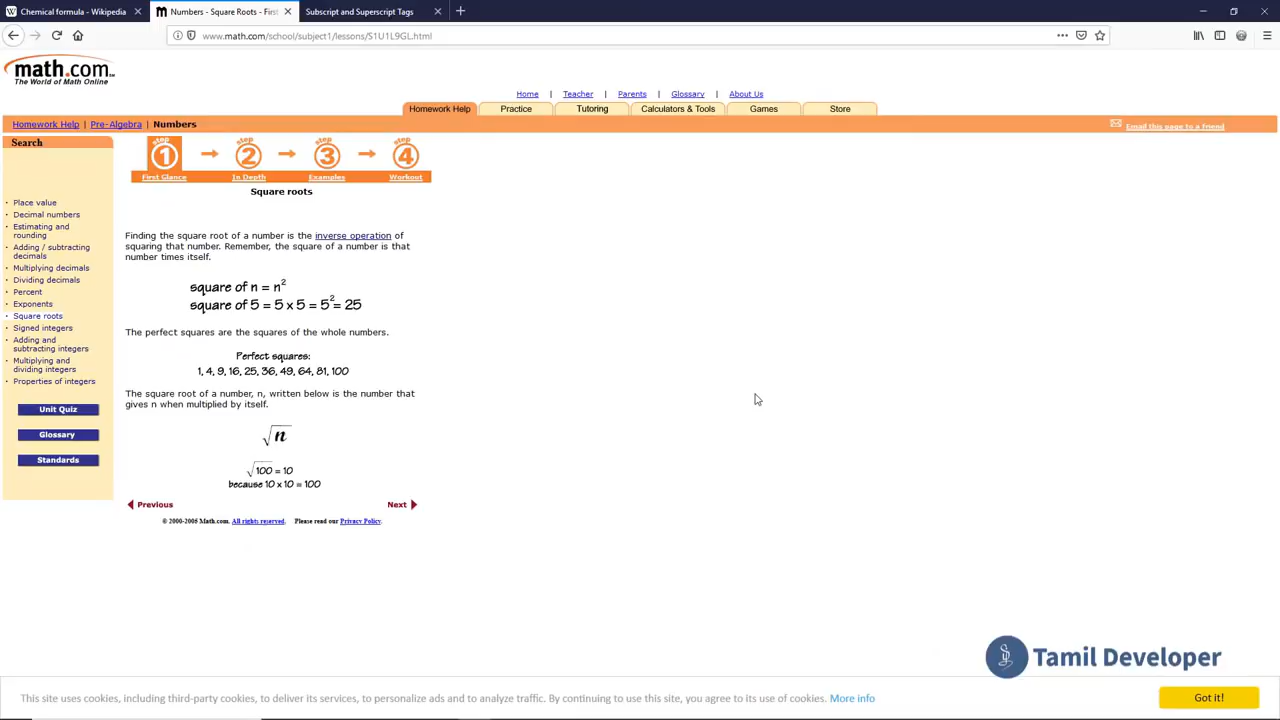 Chemical formula - Wikipedia
Numbers - Square Roots - First
Subscript and Superscript Tags
www.math.com/school/subject1/lessons/S1U1L9GL.html
math.com
The World of Math Online
Home | Teacher | Parents | Glossary | About Us
Homework Help Practice Tutoring Calculators & Tools Games Store
Homework Help | Pre-Algebra | Numbers
Email this page to a friend
Search
Place value
Decimal numbers
Estimating and
rounding
Adding / subtracting
decimals
Multiplying decimals
Dividing decimals
Percent
Exponents
Square roots
Signed integers
Adding and
subtracting integers
Multiplying and
dividing integers
Properties of integers
Unit Quiz
Glossary
Standards
step 1 step 2 step 3 step 4
First Glance In Depth Examples Workout
Square roots
Finding the square root of a number is the inverse operation of
squaring that number. Remember, the square of a number is that
number times itself.
square of n = n²
square of 5 = 5 x 5 = 5² = 25
The perfect squares are the squares of the whole numbers.
Perfect squares:
1, 4, 9, 16, 25, 36, 49, 64, 81, 100
The square root of a number, n, written below is the number that
gives n when multiplied by itself.
√n
√100 = 10
because 10 x 10 = 100
Previous Next
© 2000-2005 Math.com. All rights reserved. Please read our Privacy Policy.
Tamil Developer
This site uses cookies, including third-party cookies, to deliver its services, to personalize ads and to analyze traffic. By continuing to use this site, you agree to its use of cookies. More info
Got it!